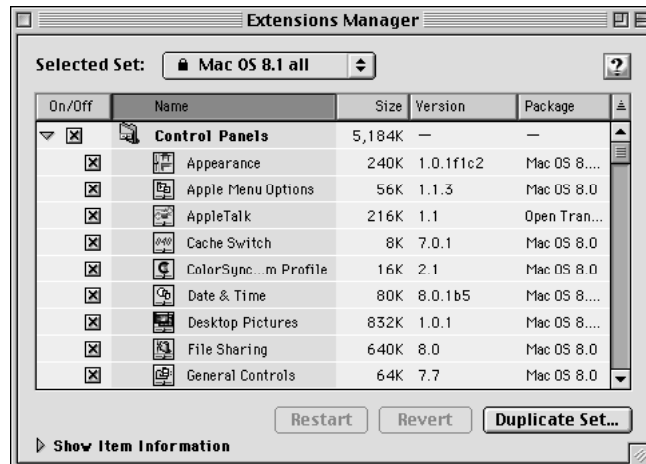 Extensions Manager
Selected Set: Mac OS 8.1 all
?
On/Off Name Size Version Package
Control Panels 5,184K – –
Appearance 240K 1.0.1f1c2 Mac OS 8....
Apple Menu Options 56K 1.1.3 Mac OS 8.0
AppleTalk 216K 1.1 Open Tran...
Cache Switch 8K 7.0.1 Mac OS 8.0
ColorSync...m Profile 16K 2.1 Mac OS 8.0
Date & Time 80K 8.0.1b5 Mac OS 8....
Desktop Pictures 832K 1.0.1 Mac OS 8....
File Sharing 640K 8.0 Mac OS 8.0
General Controls 64K 7.7 Mac OS 8.0
Restart Revert Duplicate Set...
Show Item Information